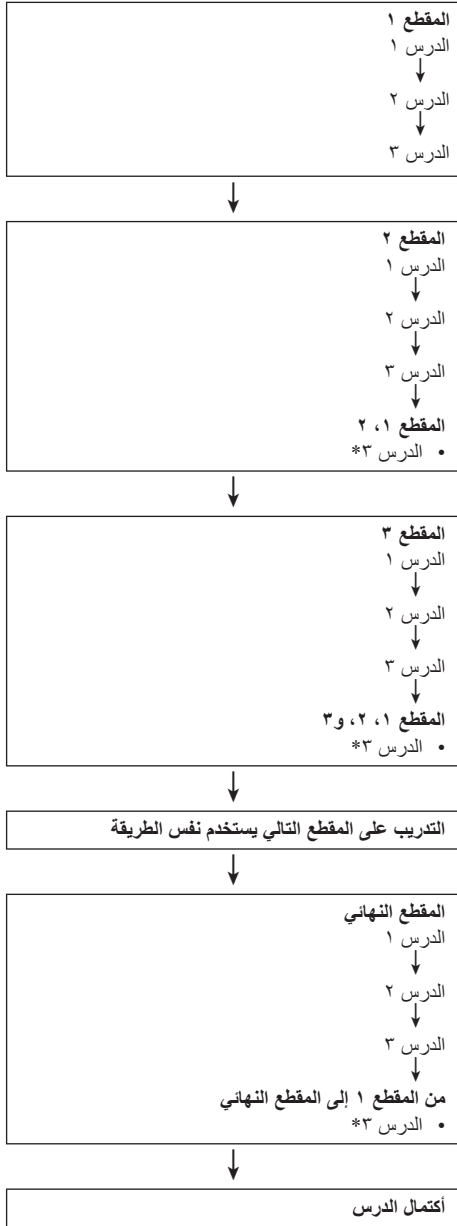 المقطع ١
الدرس ١
الدرس ٢
الدرس ٣
المقطع ٢
الدرس ١
الدرس ٢
الدرس ٣
المقطع ١، ٢
• الدرس ٣*
المقطع ٣
الدرس ١
الدرس ٢
الدرس ٣
المقطع ١، ٢، و٣
• الدرس ٣*
التدريب على المقطع التالي يستخدم نفس الطريقة
المقطع النهائي
الدرس ١
الدرس ٢
الدرس ٣
من المقطع ١ إلى المقطع النهائي
• الدرس ٣*
أكتمال الدرس